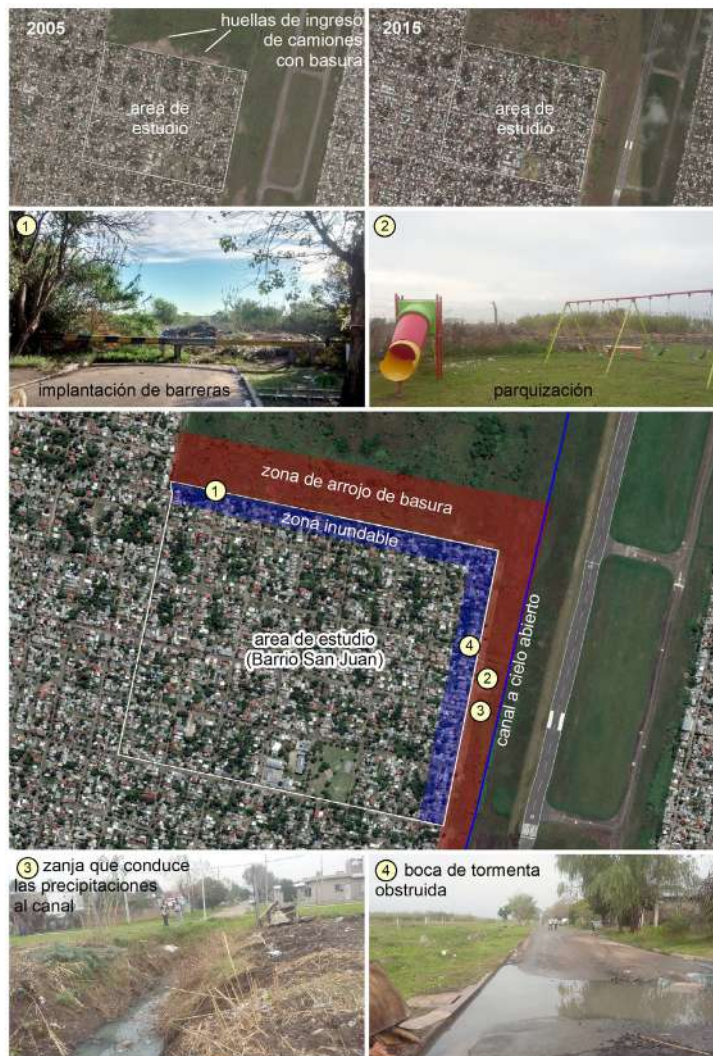 2005
huellas de ingreso
de camiones
con basura
area de
estudio
2015
area de
estudio
1
implantación de barreras
2
parquización
zona de arrojo de basura
1
zona inundable
area de estudio
(Barrio San Juan)
4
2
3
canal a cielo abierto
3 zanja que conduce
las precipitaciones
al canal
4 boca de tormenta
obstruida